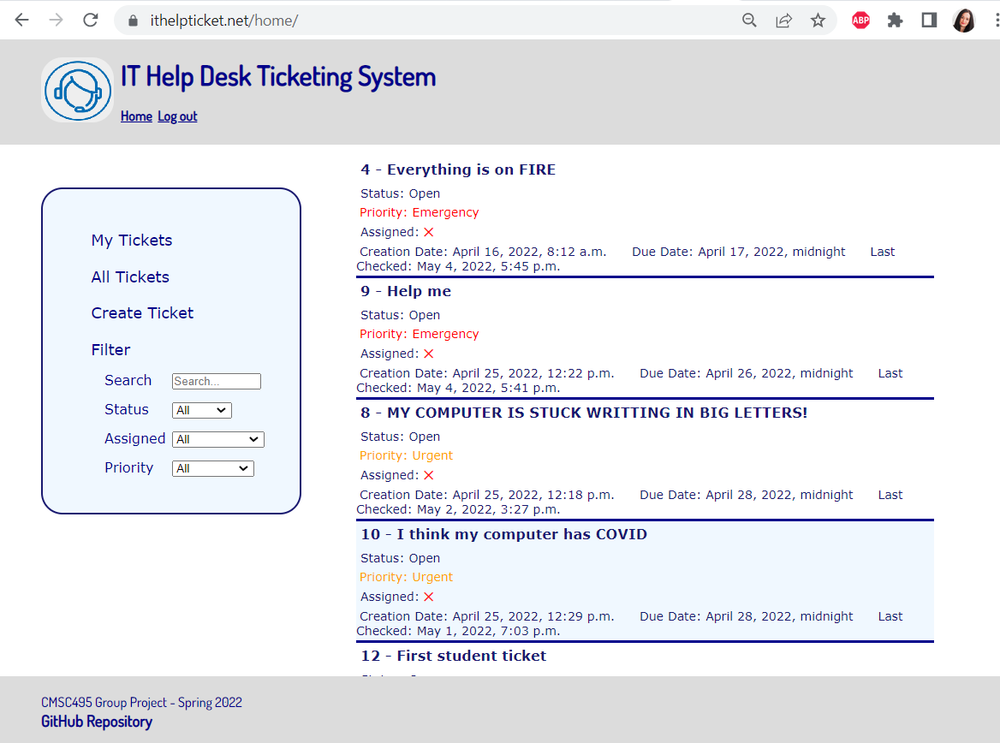 ithelpticket.net/home/
ABP
IT Help Desk Ticketing System
Home Log out
My Tickets
All Tickets
Create Ticket
Filter
Search Search...
Status All
Assigned All
Priority All
4 - Everything is on FIRE
Status: Open
Priority: Emergency
Assigned: ✕
Creation Date: April 16, 2022, 8:12 a.m. Due Date: April 17, 2022, midnight Last
Checked: May 4, 2022, 5:45 p.m.
9 - Help me
Status: Open
Priority: Emergency
Assigned: ✕
Creation Date: April 25, 2022, 12:22 p.m. Due Date: April 26, 2022, midnight Last
Checked: May 4, 2022, 5:41 p.m.
8 - MY COMPUTER IS STUCK WRITTING IN BIG LETTERS!
Status: Open
Priority: Urgent
Assigned: ✕
Creation Date: April 25, 2022, 12:18 p.m. Due Date: April 28, 2022, midnight Last
Checked: May 2, 2022, 3:27 p.m.
10 - I think my computer has COVID
Status: Open
Priority: Urgent
Assigned: ✕
Creation Date: April 25, 2022, 12:29 p.m. Due Date: April 28, 2022, midnight Last
Checked: May 1, 2022, 7:03 p.m.
12 - First student ticket
CMSC495 Group Project - Spring 2022
GitHub Repository